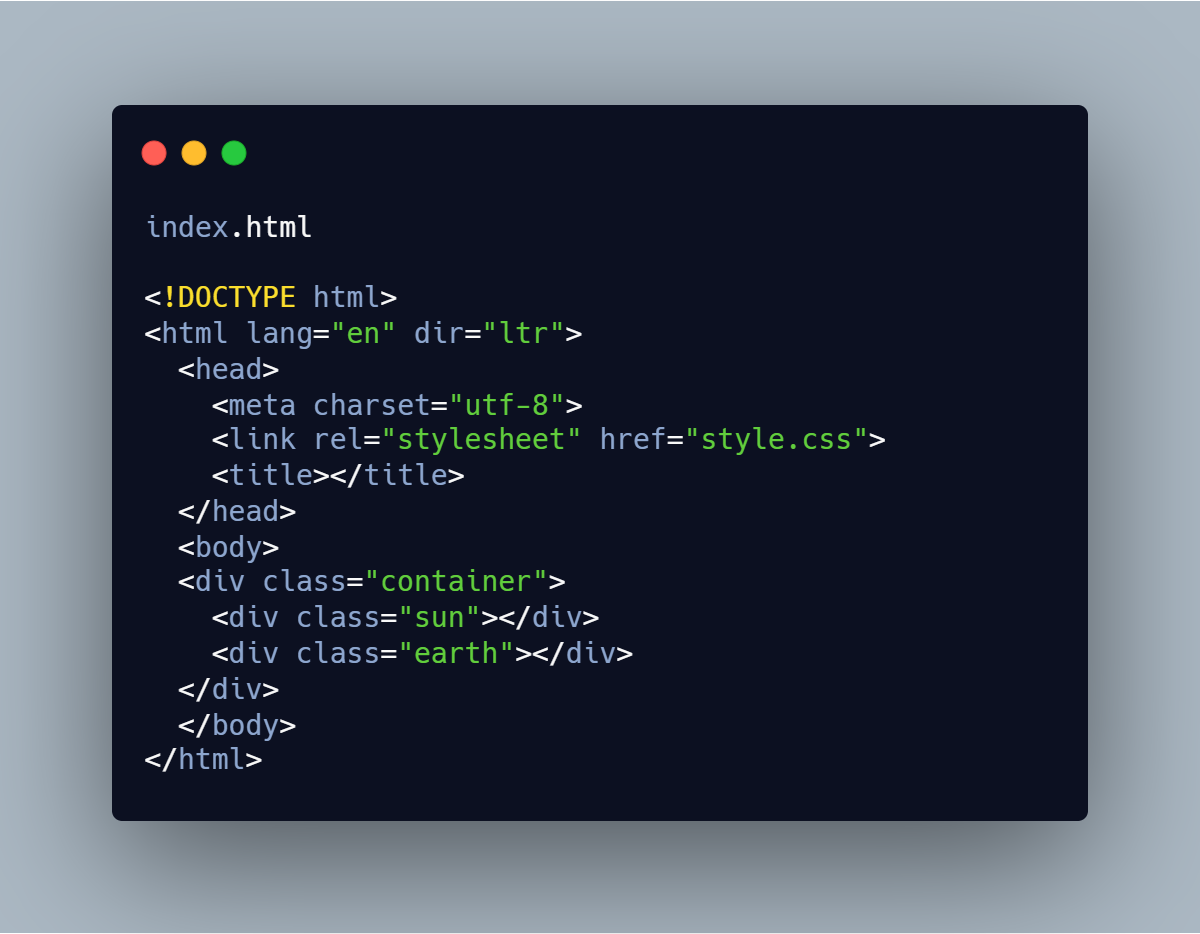 index.html
<!DOCTYPE html>
<html lang="en" dir="ltr">
  <head>
    <meta charset="utf-8">
    <link rel="stylesheet" href="style.css">
    <title></title>
  </head>
  <body>
  <div class="container">
    <div class="sun"></div>
    <div class="earth"></div>
  </div>
  </body>
</html>